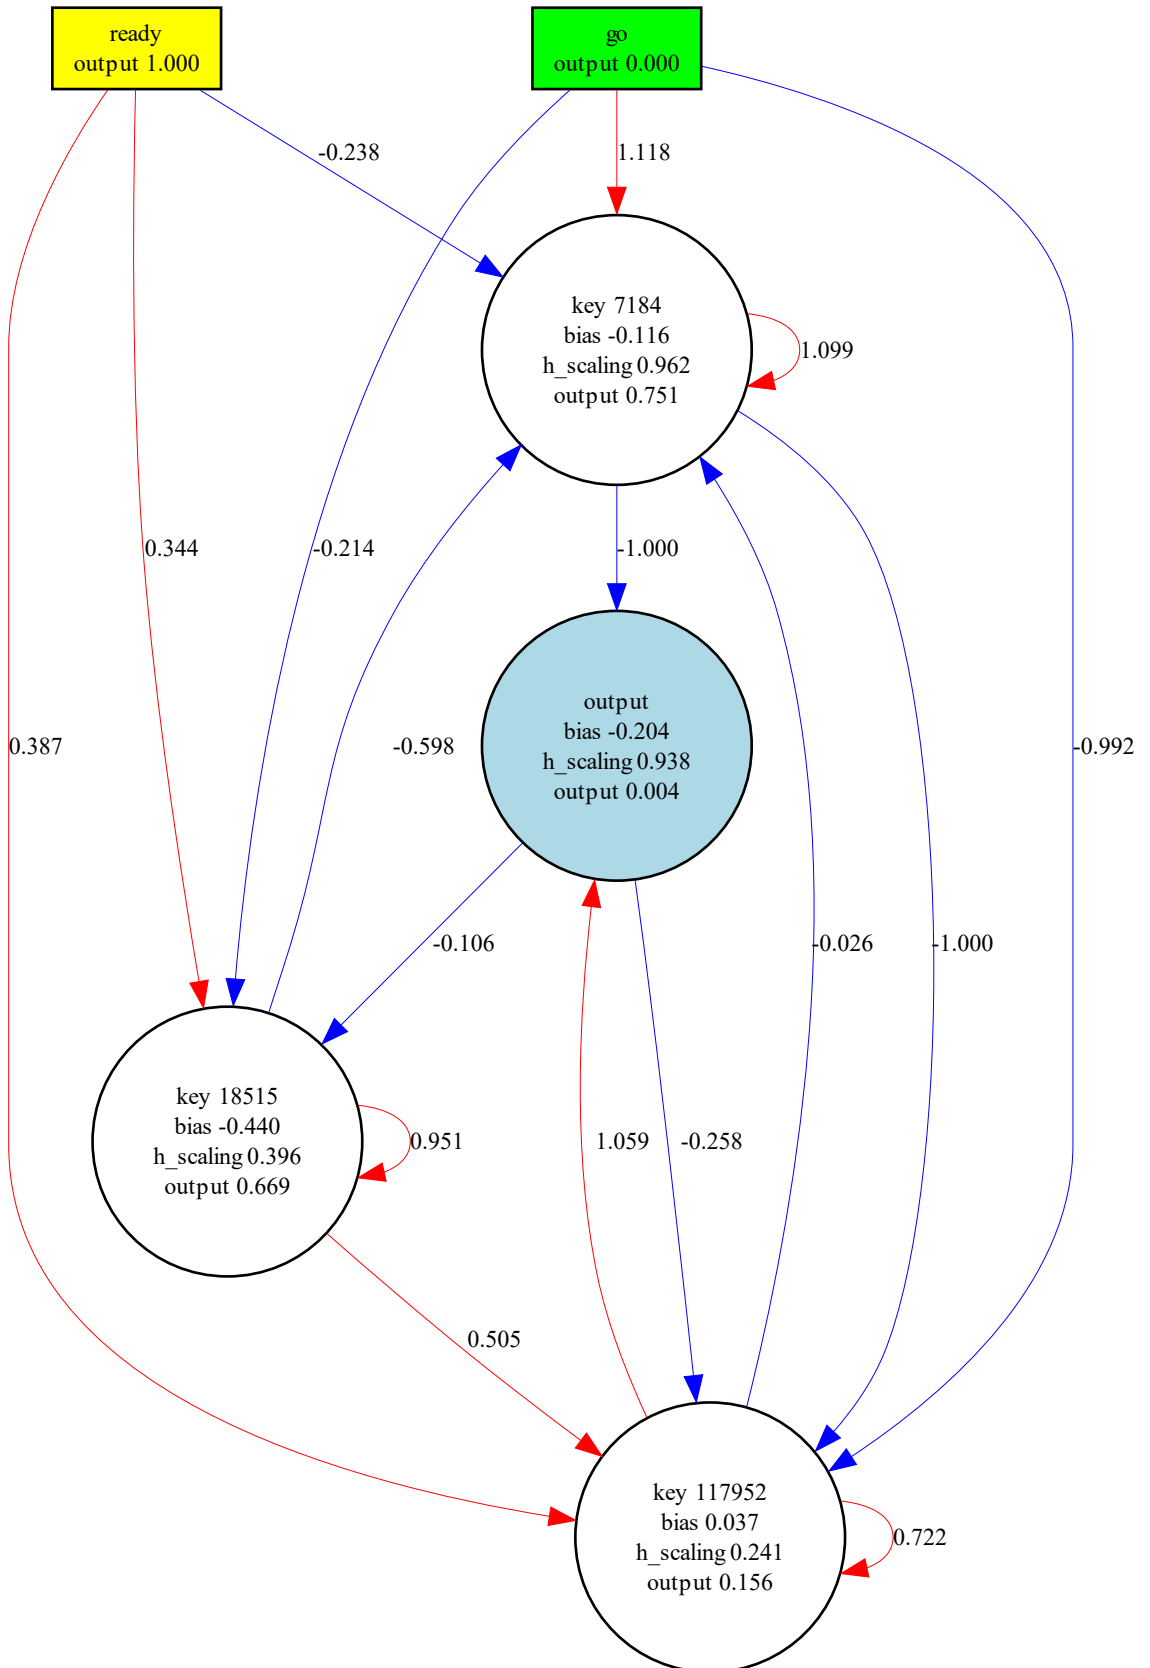 ready
output 1.000
go
output 0.000
-0.238
1.118
key 7184
bias -0.116
h_scaling 0.962
output 0.751
1.099
0.344
-0.214
-1.000
output
bias -0.204
h_scaling 0.938
output 0.004
0.387
-0.598
-0.992
-0.106
-0.026
-1.000
key 18515
bias -0.440
h_scaling 0.396
output 0.669
0.951
1.059
-0.258
0.505
key 117952
bias 0.037
h_scaling 0.241
output 0.156
0.722